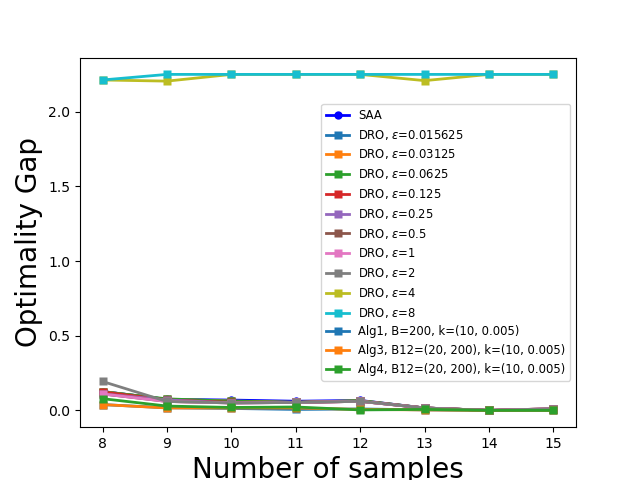 Optimality Gap
2.0
1.5
1.0
0.5
0.0
SAA
DRO, ε=0.015625
DRO, ε=0.03125
DRO, ε=0.0625
DRO, ε=0.125
DRO, ε=0.25
DRO, ε=0.5
DRO, ε=1
DRO, ε=2
DRO, ε=4
DRO, ε=8
Alg1, B=200, k=(10, 0.005)
Alg3, B12=(20, 200), k=(10, 0.005)
Alg4, B12=(20, 200), k=(10, 0.005)
8 9 10 11 12 13 14 15
Number of samples